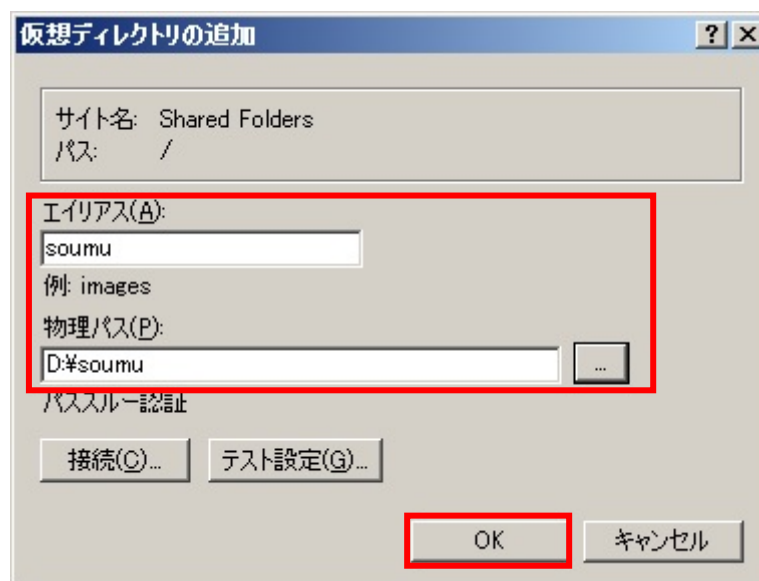 仮想ディレクトリの追加
? ×
サイト名: Shared Folders
パス: /
エイリアス(A):
soumu
例: images
物理パス(P):
D:¥soumu
...
パススルー認証
接続(C)... テスト設定(G)...
OK キャンセル